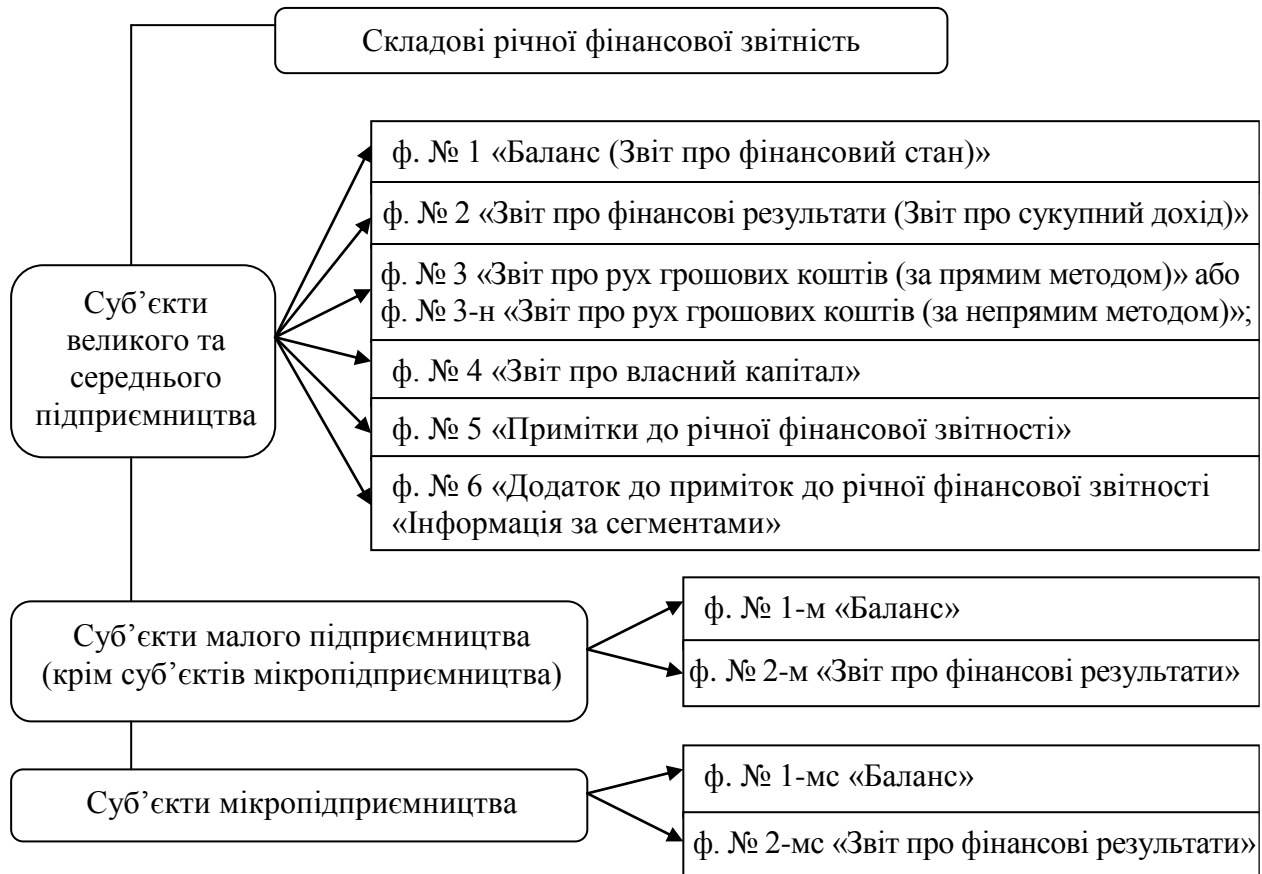 Складові річної фінансової звітність
Суб’єкти
великого та
середнього
підприємництва
ф. № 1 «Баланс (Звіт про фінансовий стан)»
ф. № 2 «Звіт про фінансові результати (Звіт про сукупний дохід)»
ф. № 3 «Звіт про рух грошових коштів (за прямим методом)» або
ф. № 3-н «Звіт про рух грошових коштів (за непрямим методом)»;
ф. № 4 «Звіт про власний капітал»
ф. № 5 «Примітки до річної фінансової звітності»
ф. № 6 «Додаток до приміток до річної фінансової звітності
«Інформація за сегментами»
Суб’єкти малого підприємництва
(крім суб’єктів мікропідприємництва)
ф. № 1-м «Баланс»
ф. № 2-м «Звіт про фінансові результати»
Суб’єкти мікропідприємництва
ф. № 1-мс «Баланс»
ф. № 2-мс «Звіт про фінансові результати»